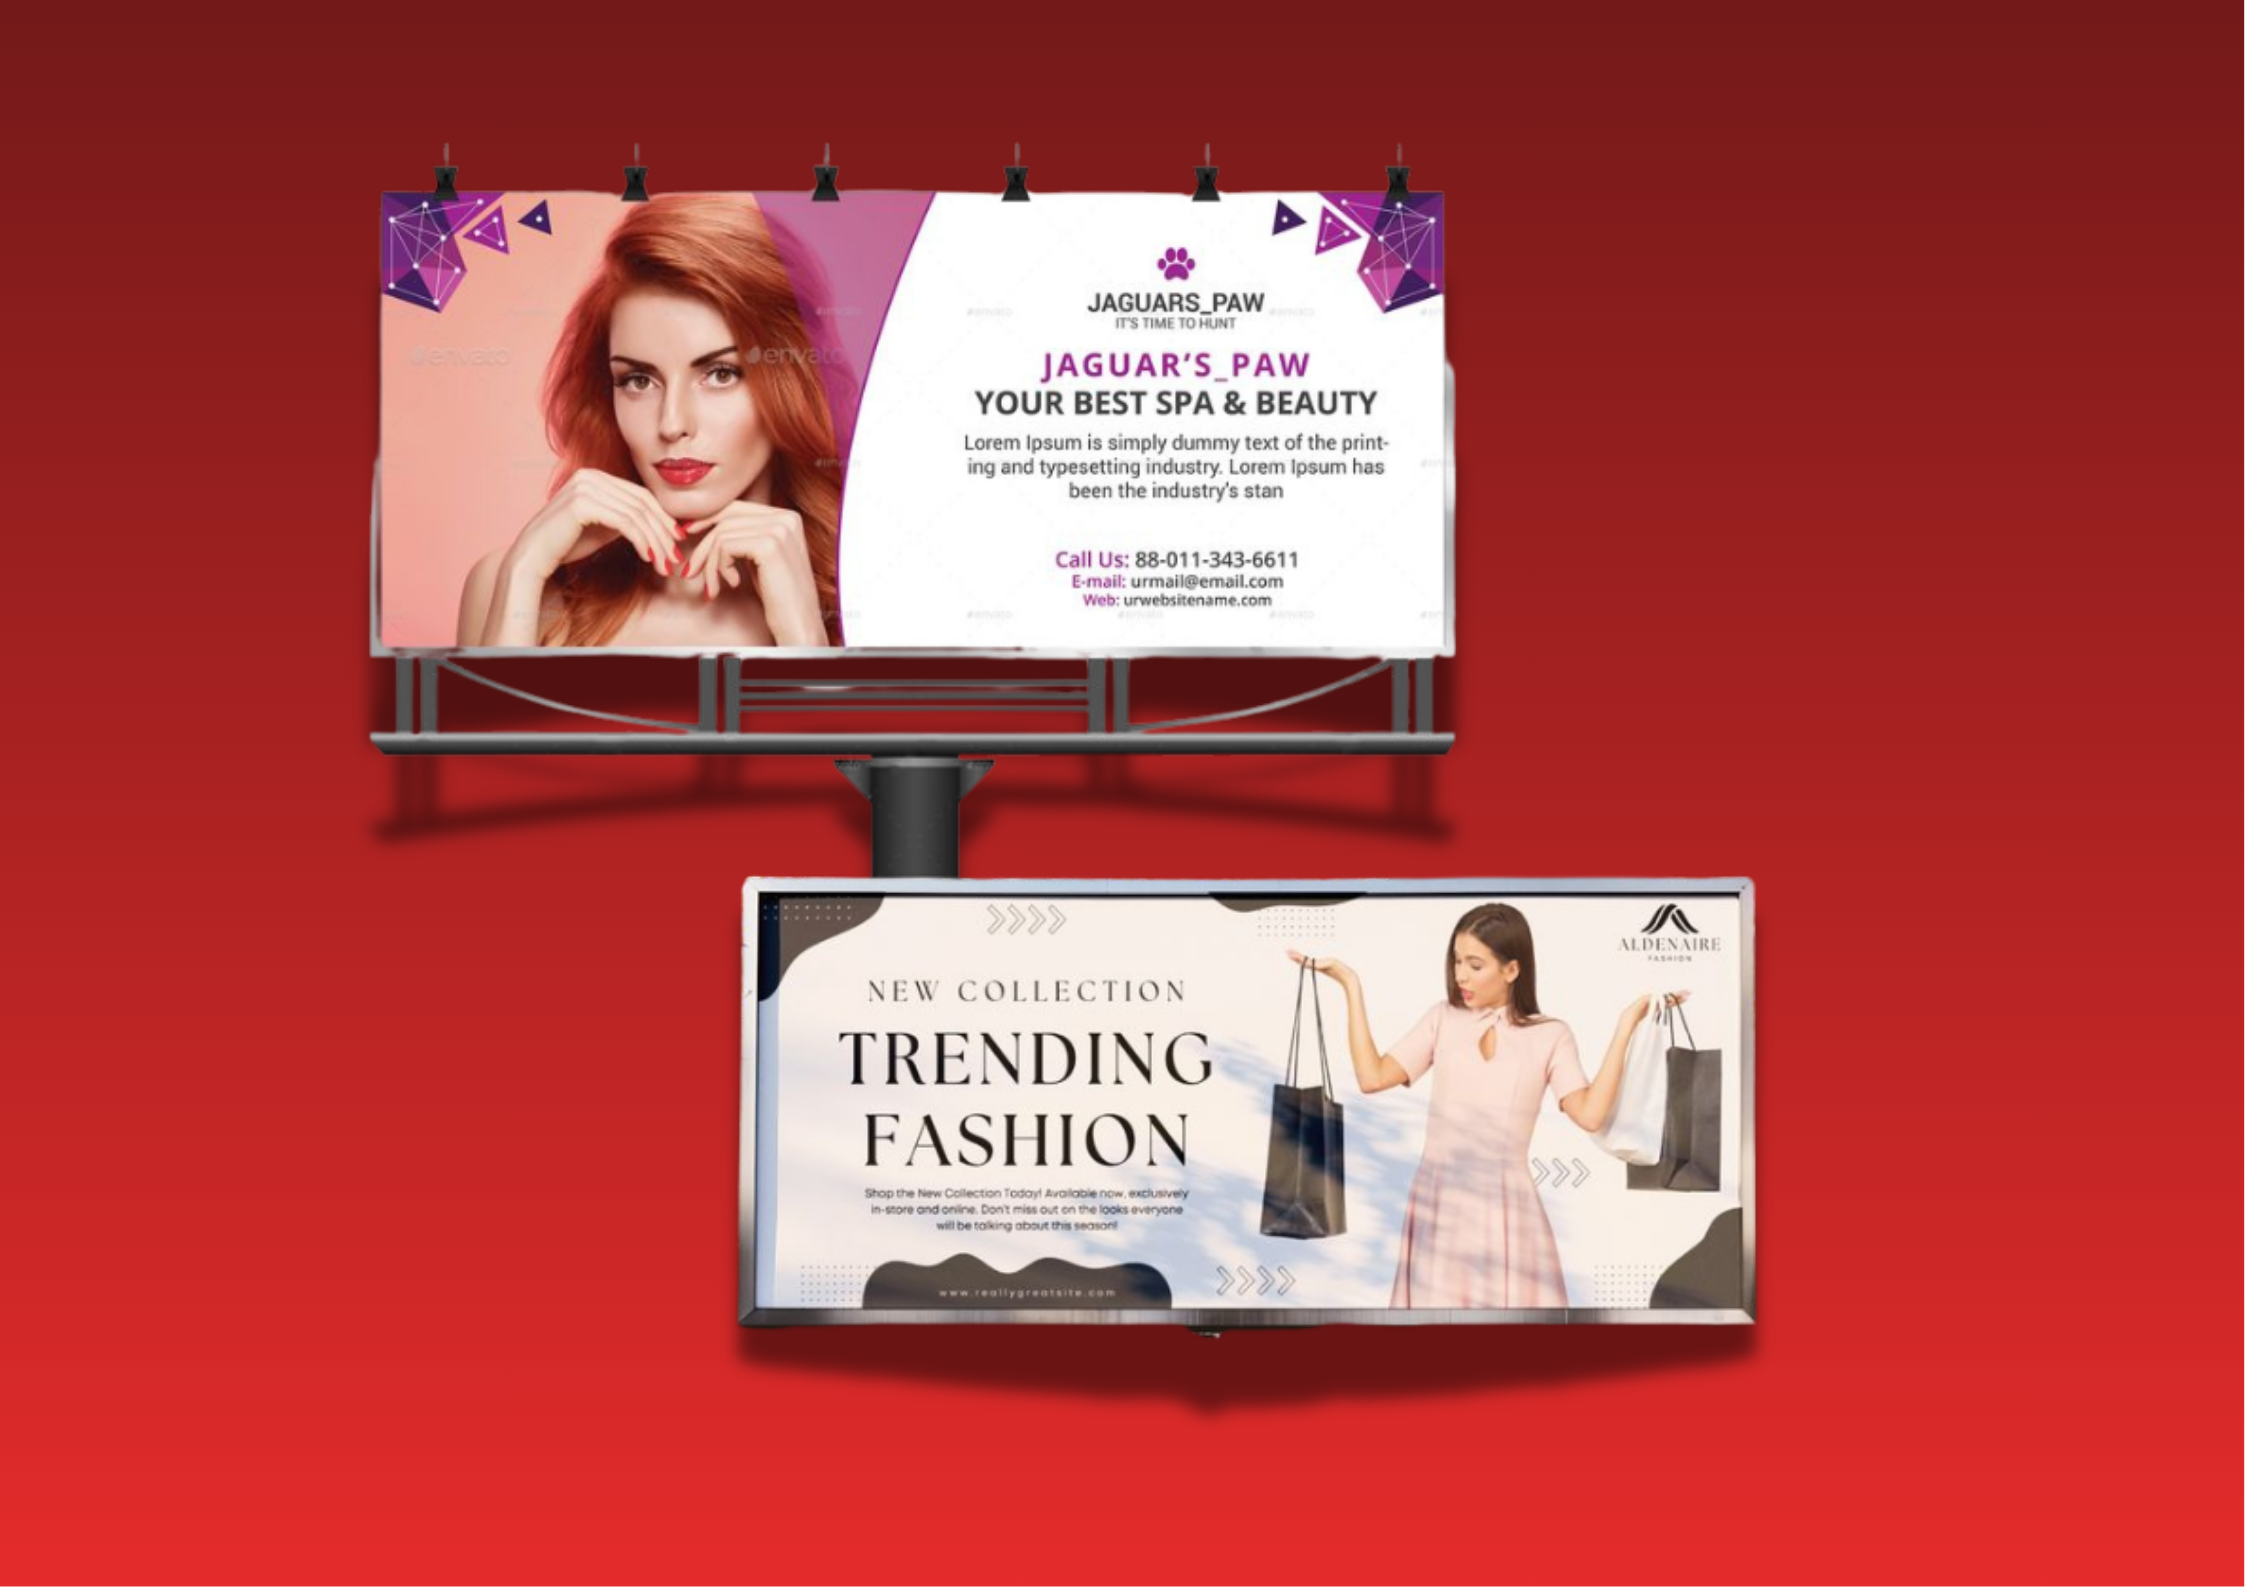 JAGUARS_PAW
IT'S TIME TO HUNT
JAGUAR'S_PAW
YOUR BEST SPA & BEAUTY
Lorem Ipsum is simply dummy text of the print-
ing and typesetting industry. Lorem Ipsum has
been the industry's stan
Call Us: 88-011-343-6611
E-mail: urmail@email.com
Web: urwebsitename.com
envato
envato
ALDENAIRE
FASHION
NEW COLLECTION
TRENDING
FASHION
Shop the New Collection Today! Available now, exclusively
in-store and online. Don't miss out on the looks everyone
will be talking about this season!
www.reallygreatsite.com